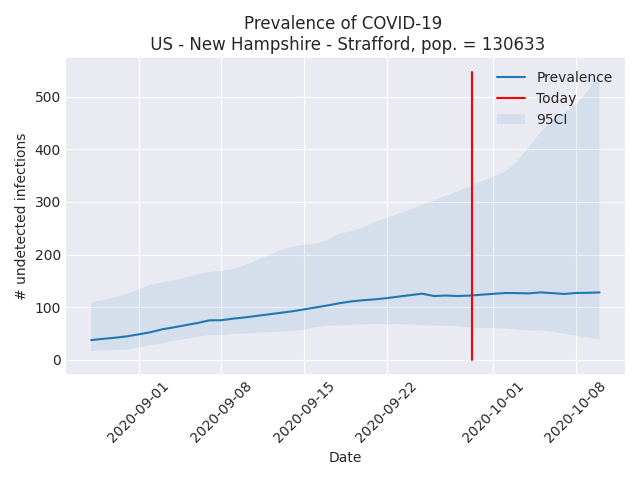 Prevalence of COVID-19
US - New Hampshire - Strafford, pop. = 130633
Prevalence
Today
95CI
500
400
300
200
100
0
# undetected infections
2020-09-01
2020-09-08
2020-09-15
2020-09-22
2020-10-01
2020-10-08
Date